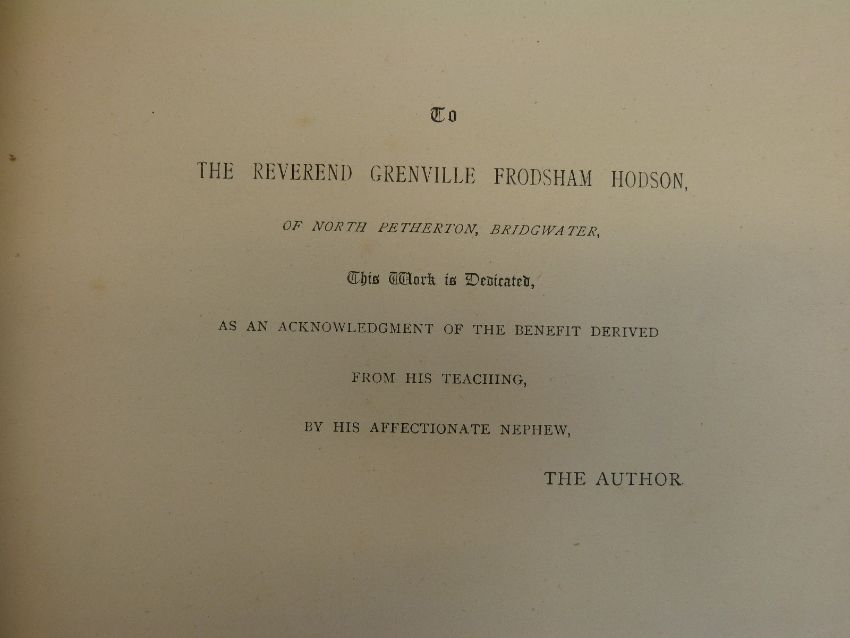 To
THE REVEREND GRENVILLE FRODSHAM HODSON,
OF NORTH PETHERTON, BRIDGWATER,
This Work is Dedicated,
AS AN ACKNOWLEDGMENT OF THE BENEFIT DERIVED
FROM HIS TEACHING,
BY HIS AFFECTIONATE NEPHEW,
THE AUTHOR.